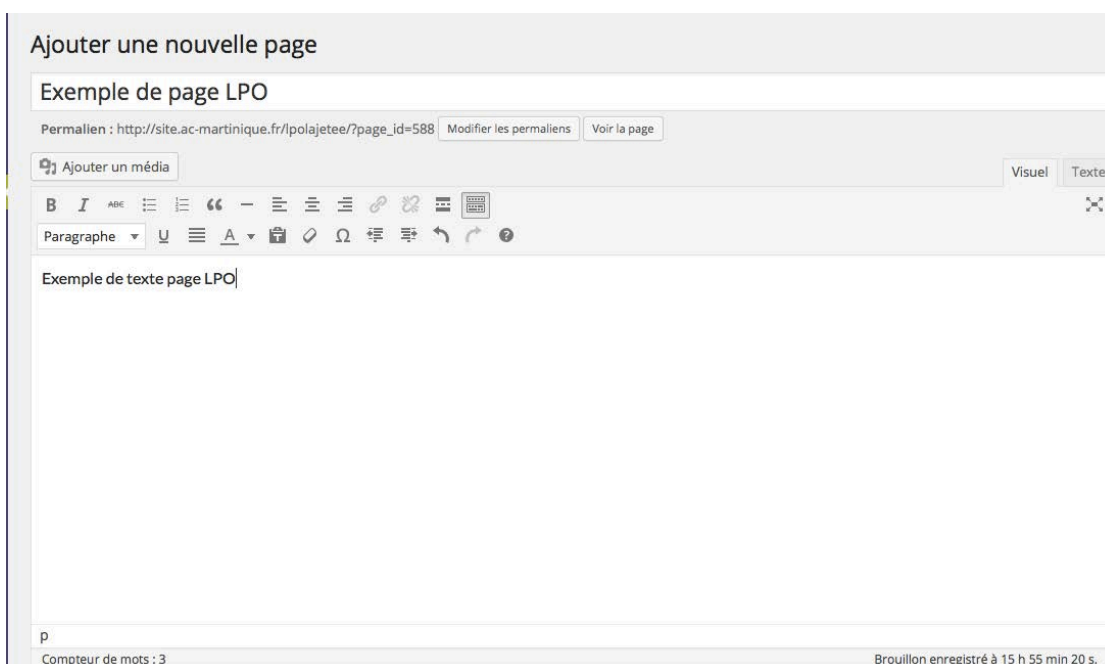 Ajouter une nouvelle page
Exemple de page LPO
Permalien : http://site.ac-martinique.fr/lpolajetee/?page_id=588 Modifier les permaliens Voir la page
Ajouter un média
Visuel Texte
B I ABC
Paragraphe U A Ω
Exemple de texte page LPO
p
Compteur de mots : 3 Brouillon enregistré à 15 h 55 min 20 s.